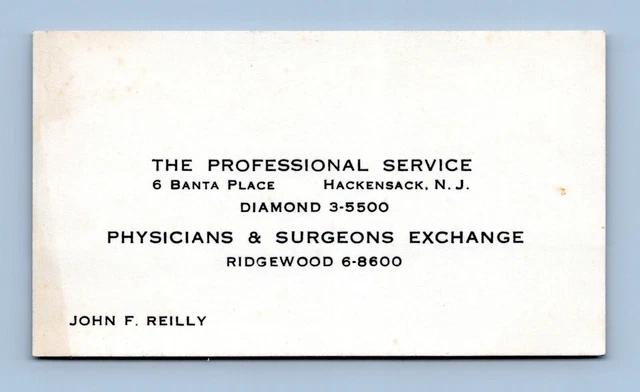 THE PROFESSIONAL SERVICE
6 BANTA PLACE HACKENSACK, N. J.
DIAMOND 3-5500
PHYSICIANS & SURGEONS EXCHANGE
RIDGEWOOD 6-8600
JOHN F. REILLY